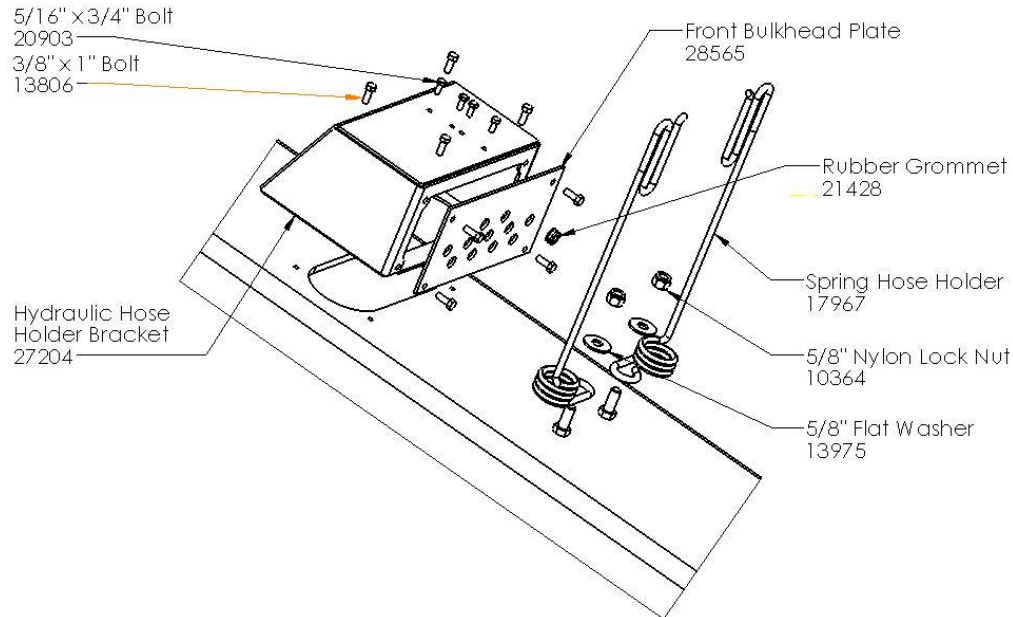 5/16" x 3/4" Bolt
20903
3/8" x 1" Bolt
13806
Front Bulkhead Plate
28565
Rubber Grommet
21428
Spring Hose Holder
17967
Hydraulic Hose
Holder Bracket
27204
5/8" Nylon Lock Nut
10364
5/8" Flat Washer
13975